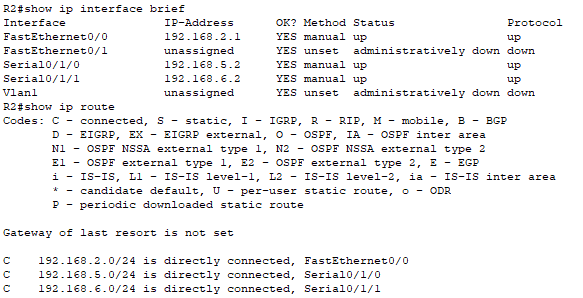 R2#show ip interface brief
Interface IP-Address OK? Method Status Protocol
FastEthernet0/0 192.168.2.1 YES manual up up
FastEthernet0/1 unassigned YES unset administratively down down
Serial0/1/0 192.168.5.2 YES manual up up
Serial0/1/1 192.168.6.2 YES manual up up
Vlan1 unassigned YES unset administratively down down
R2#show ip route
Codes: C - connected, S - static, I - IGRP, R - RIP, M - mobile, B - BGP
D - EIGRP, EX - EIGRP external, O - OSPF, IA - OSPF inter area
N1 - OSPF NSSA external type 1, N2 - OSPF NSSA external type 2
E1 - OSPF external type 1, E2 - OSPF external type 2, E - EGP
i - IS-IS, L1 - IS-IS level-1, L2 - IS-IS level-2, ia - IS-IS inter area
* - candidate default, U - per-user static route, o - ODR
P - periodic downloaded static route
Gateway of last resort is not set
C 192.168.2.0/24 is directly connected, FastEthernet0/0
C 192.168.5.0/24 is directly connected, Serial0/1/0
C 192.168.6.0/24 is directly connected, Serial0/1/1